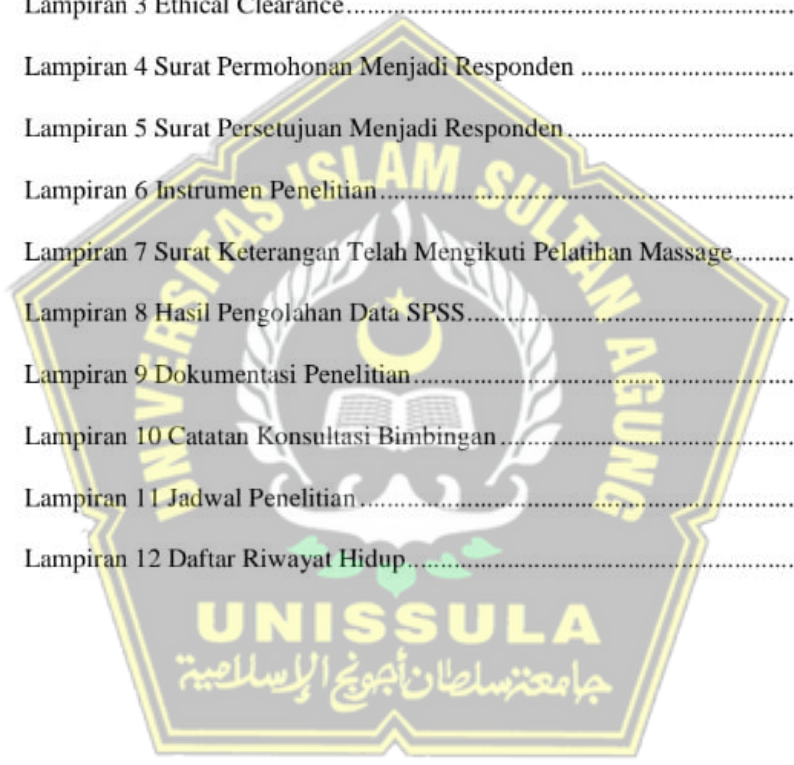 Lampiran 3 Ethical Clearance.......................................................................
Lampiran 4 Surat Permohonan Menjadi Responden ..................................
Lampiran 5 Surat Persetujuan Menjadi Responden.....................................
Lampiran 6 Instrumen Penelitian..................................................................
Lampiran 7 Surat Keterangan Telah Mengikuti Pelatihan Massage.........
Lampiran 8 Hasil Pengolahan Data SPSS....................................................
Lampiran 9 Dokumentasi Penelitian.............................................................
Lampiran 10 Catatan Konsultasi Bimbingan...............................................
Lampiran 11 Jadwal Penelitian.....................................................................
Lampiran 12 Daftar Riwayat Hidup..............................................................
UNIVERSITAS ISLAM SULTAN AGUNG
UNISSULA
جامعة سلطان أجونج الإسلامية